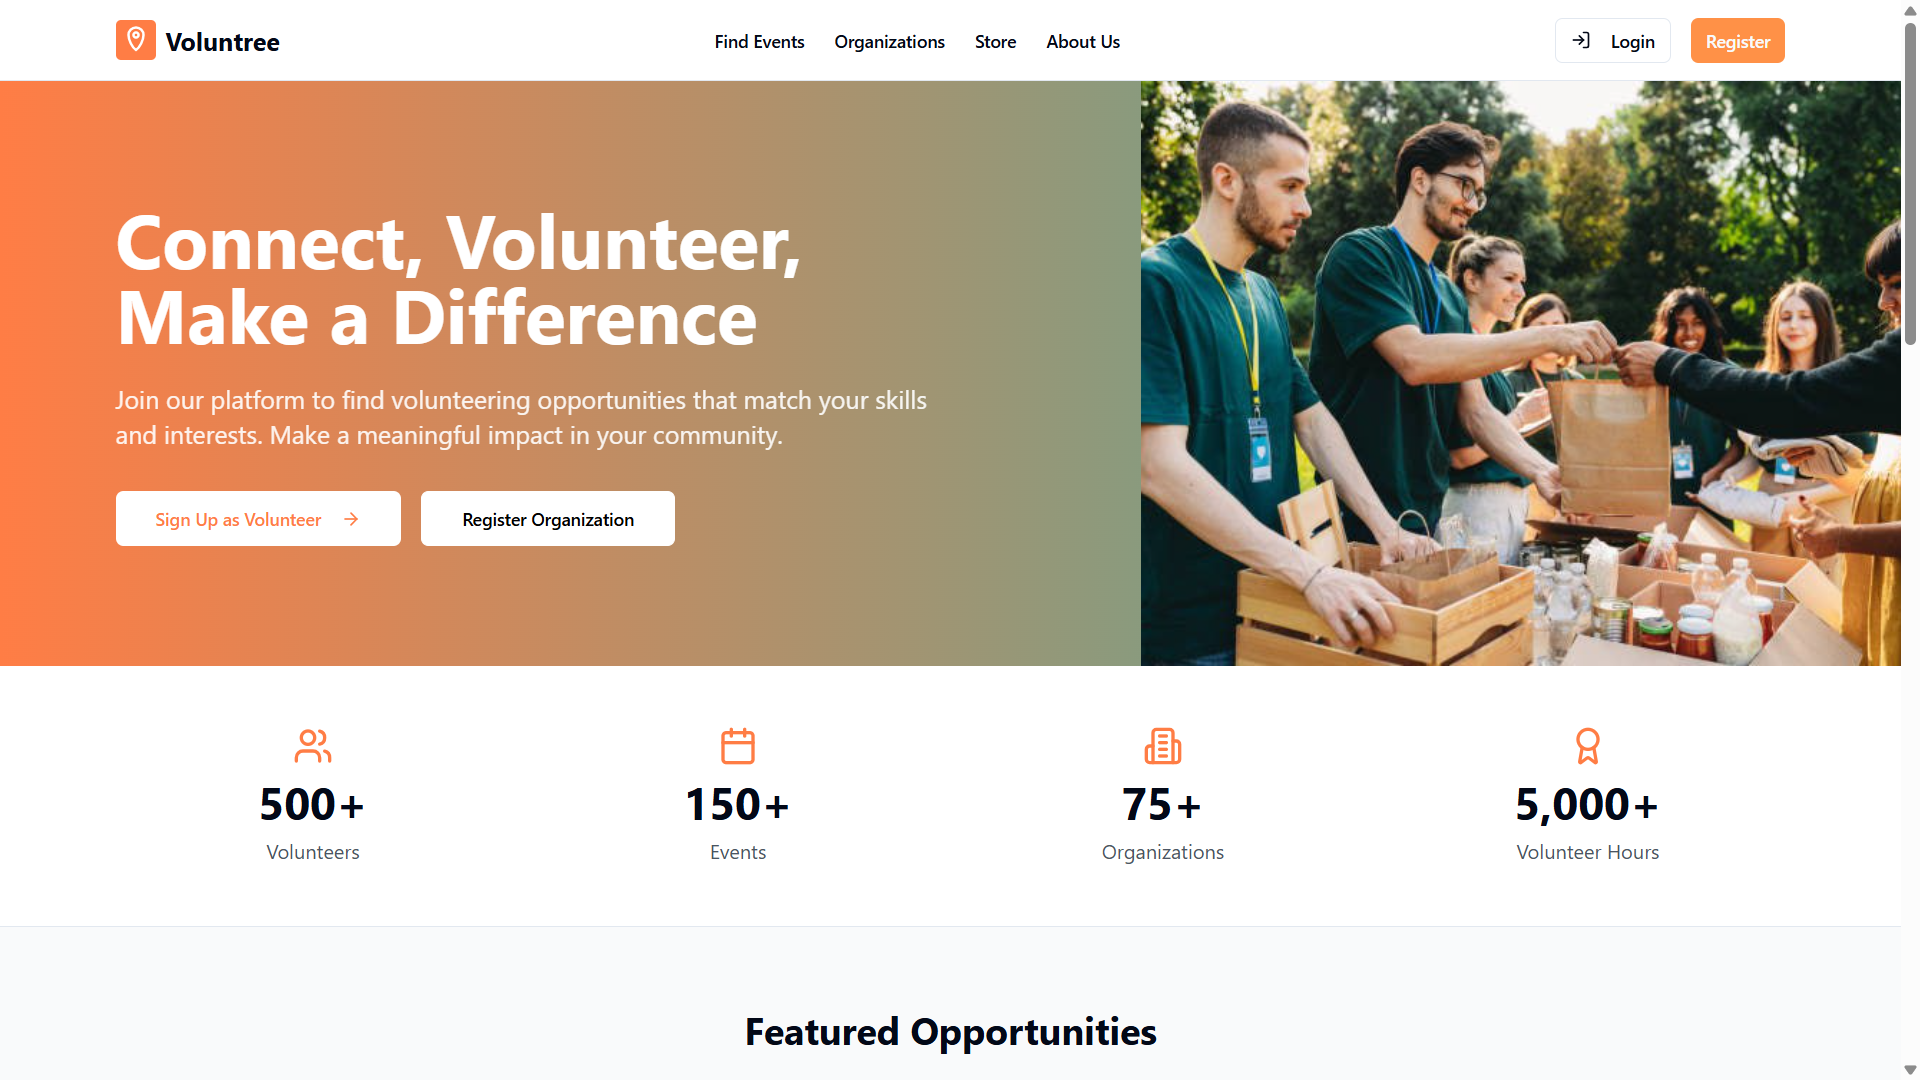 Voluntree
Find Events
Organizations
Store
About Us
Login
Register
Connect, Volunteer,
Make a Difference
Join our platform to find volunteering opportunities that match your skills
and interests. Make a meaningful impact in your community.
Sign Up as Volunteer
Register Organization
500+
Volunteers
150+
Events
75+
Organizations
5,000+
Volunteer Hours
Featured Opportunities